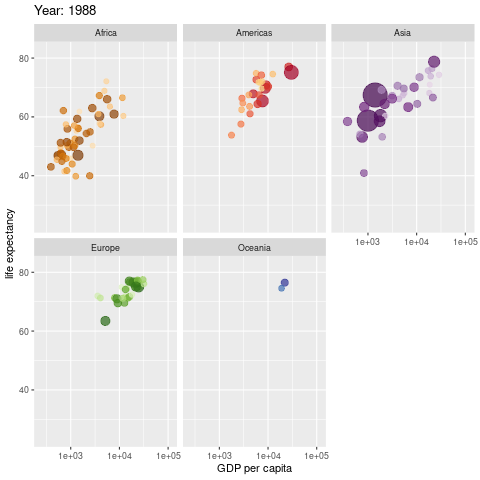 Year: 1988
Africa
Americas
Asia
80
60
40
1e+03 1e+04 1e+05
Europe
Oceania
80
60
40
1e+03 1e+04 1e+05
1e+03 1e+04 1e+05
GDP per capita
life expectancy